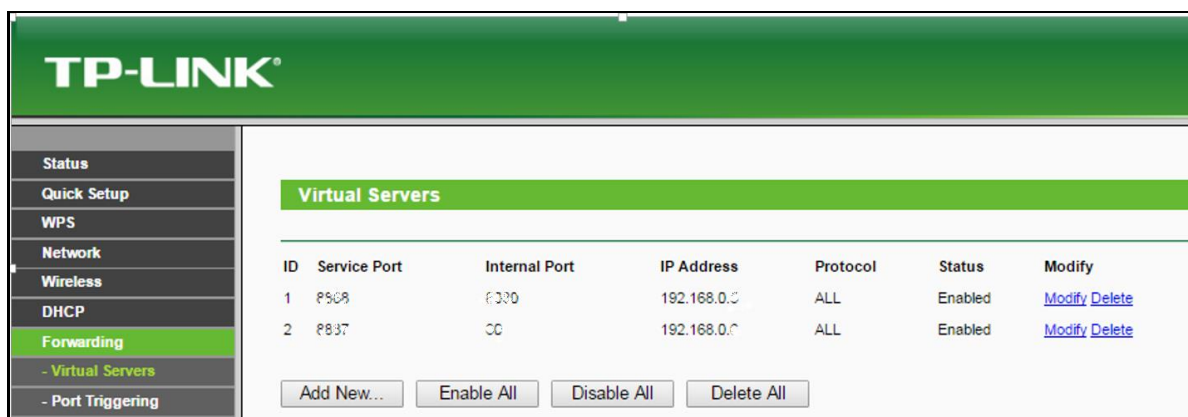 TP-LINK®
Status
Quick Setup
WPS
Network
Wireless
DHCP
Forwarding
- Virtual Servers
- Port Triggering
Virtual Servers
ID Service Port Internal Port IP Address Protocol Status Modify
1 ALL Enabled Modify Delete
2 ALL Enabled Modify Delete
Add New... Enable All Disable All Delete All